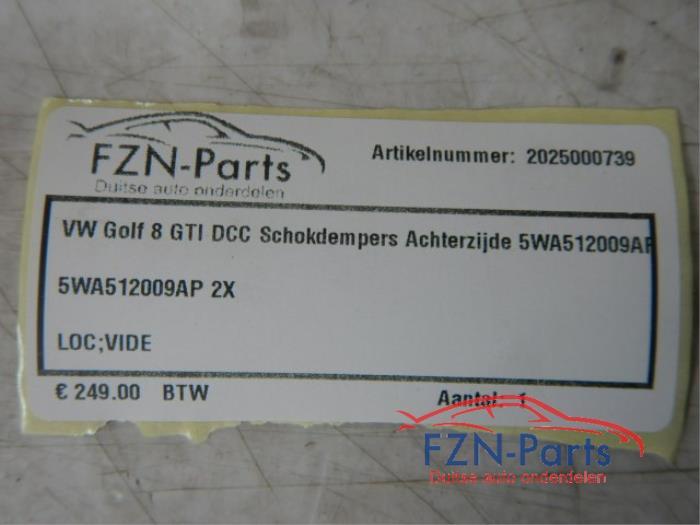 FZN-Parts
Duitse auto onderdelen
Artikelnummer: 2025000739
VW Golf 8 GTI DCC Schokdempers Achterzijde 5WA512009AP
5WA512009AP 2X
LOC;VIDE
€ 249.00 BTW
Aantal: 1
FZN-Parts
Duitse auto onderdelen